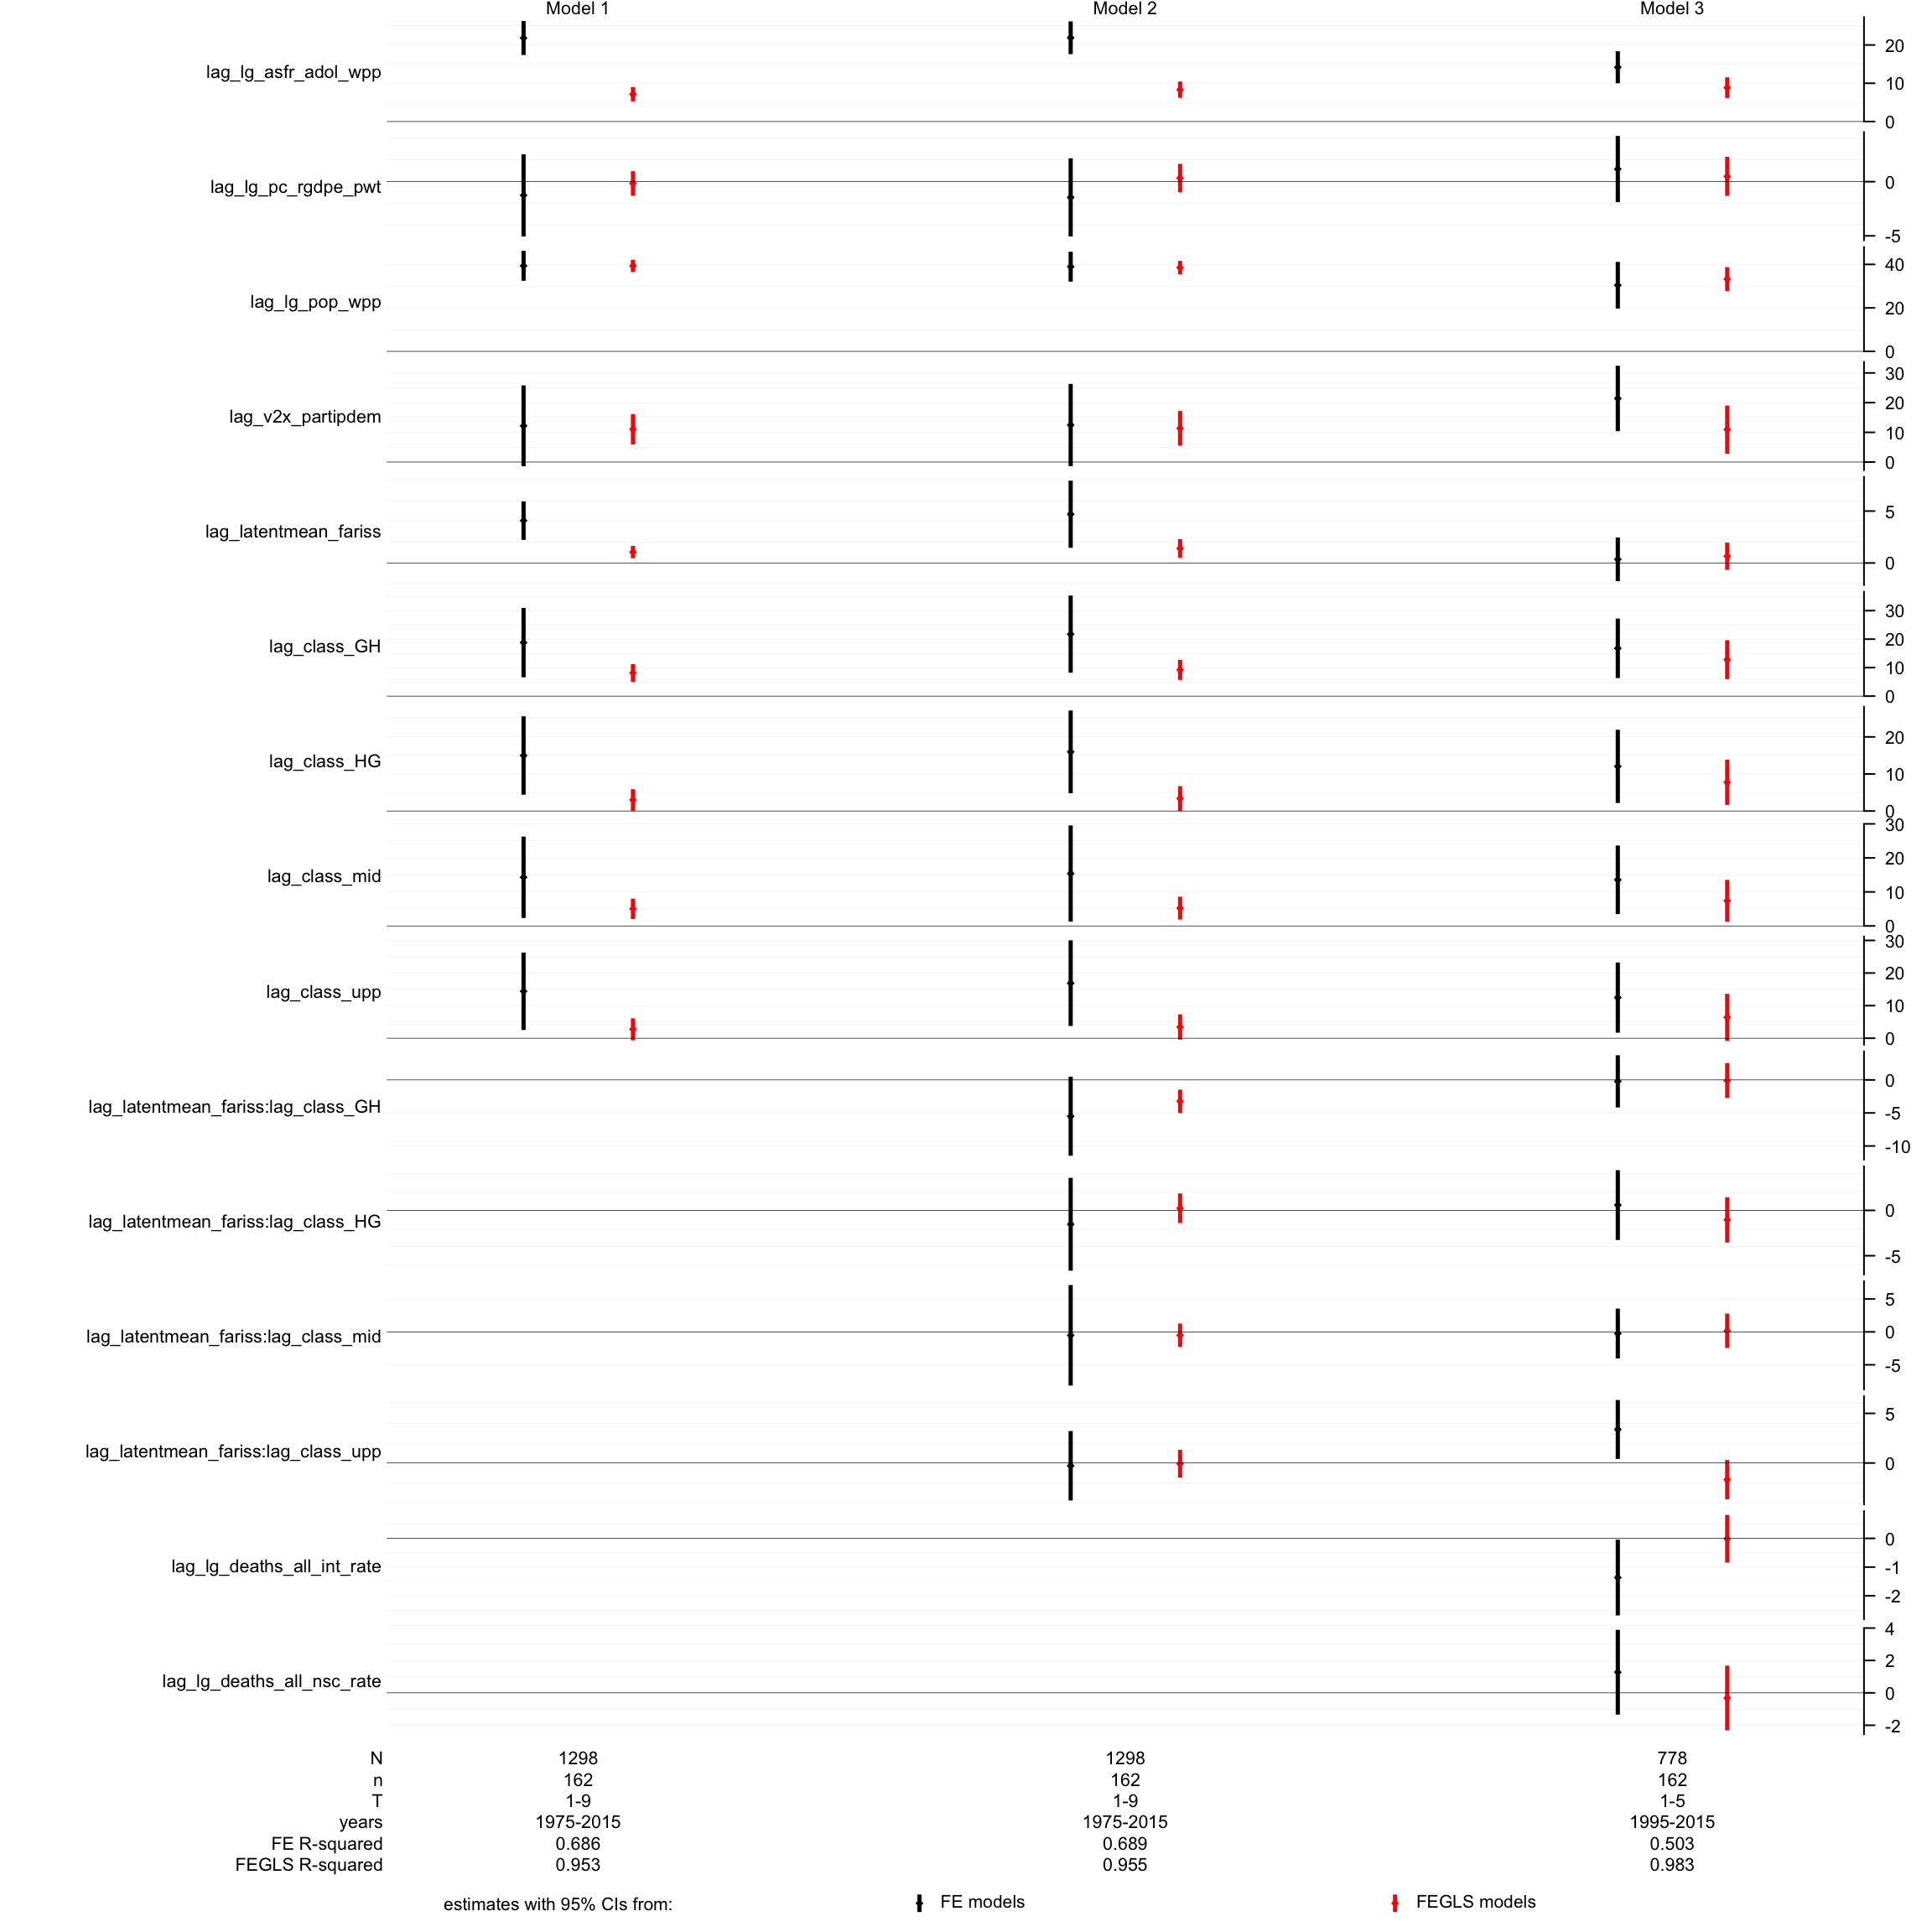 Model 1 Model 2 Model 3
lag_lg_asfr_adol_wpp
20
10
0
lag_lg_pc_rgdpe_pwt
0
-5
lag_lg_pop_wpp
40
20
0
lag_v2x_partipdem
30
20
10
0
lag_latentmean_fariss
5
0
lag_class_GH
30
20
10
0
lag_class_HG
20
10
0
lag_class_mid
30
20
10
0
lag_class_upp
30
20
10
0
lag_latentmean_fariss:lag_class_GH
0
-5
-10
lag_latentmean_fariss:lag_class_HG
0
-5
lag_latentmean_fariss:lag_class_mid
5
0
-5
lag_latentmean_fariss:lag_class_upp
5
0
lag_lg_deaths_all_int_rate
0
-1
-2
lag_lg_deaths_all_nsc_rate
4
2
0
-2
N 1298 1298 778
n 162 162 162
T 1-9 1-9 1-5
years 1975-2015 1975-2015 1995-2015
FE R-squared 0.686 0.689 0.503
FEGLS R-squared 0.953 0.955 0.983
estimates with 95% CIs from: FE models FEGLS models